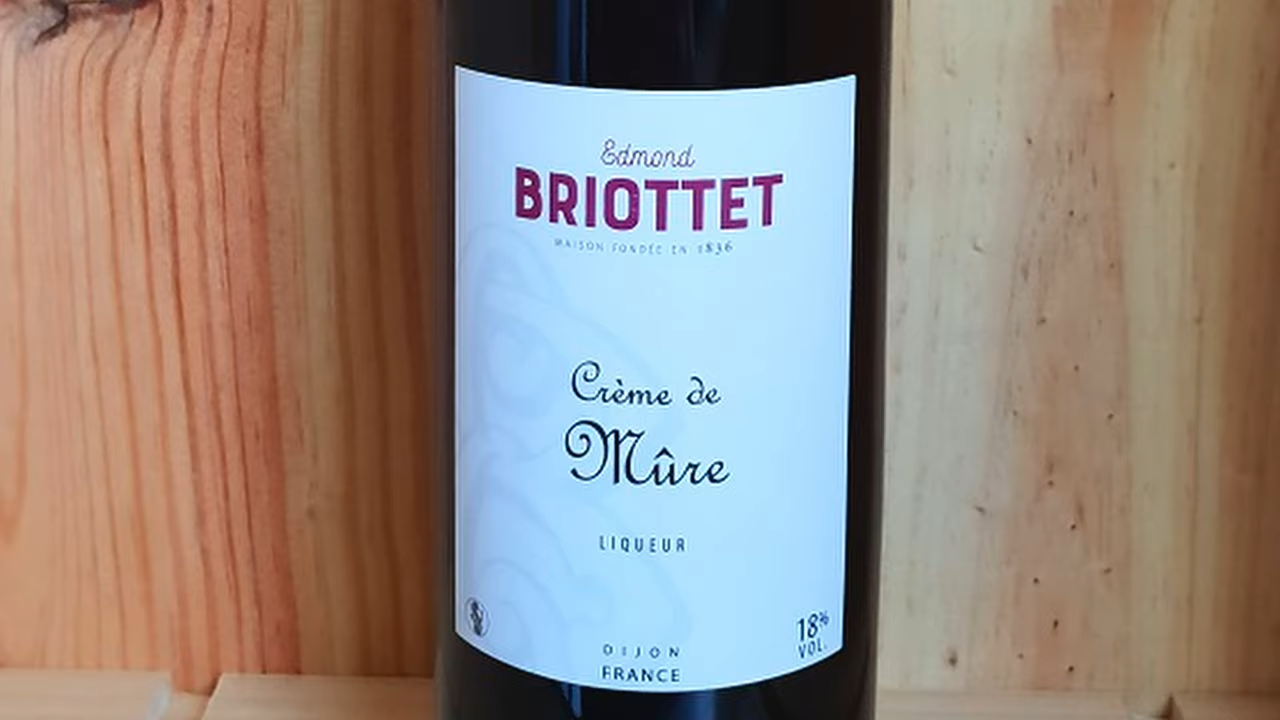 Edmond
BRIOTTET
MAISON FONDÉE EN 1836
Crème de
Mûre
LIQUEUR
18%
VOL.
DIJON
FRANCE